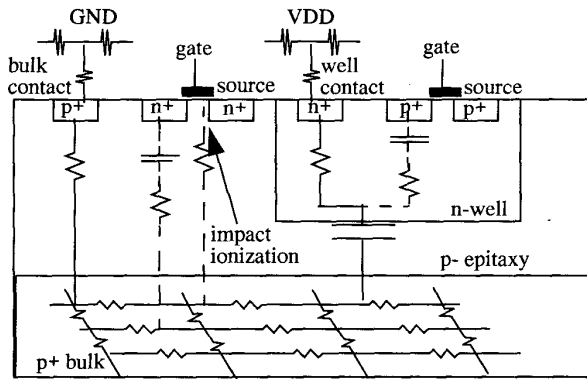 GND
VDD
gate
gate
bulk
contact
source
well
contact
source
p+
n+
n+
n+
p+
p+
impact
ionization
n-well
p- epitaxy
p+ bulk